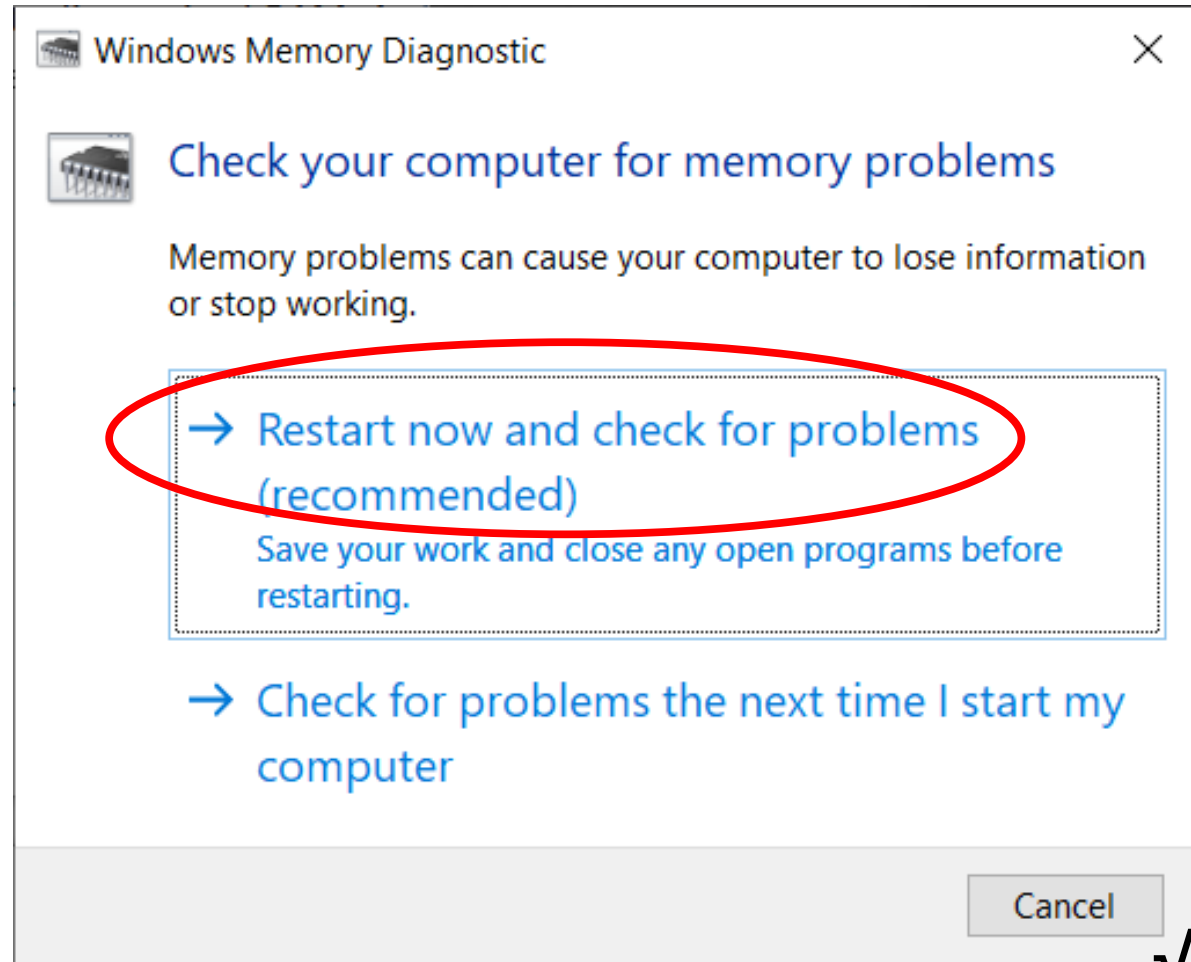 Windows Memory Diagnostic
Check your computer for memory problems
Memory problems can cause your computer to lose information
or stop working.
→ Restart now and check for problems
(recommended)
Save your work and close any open programs before
restarting.
→ Check for problems the next time I start my
computer
Cancel